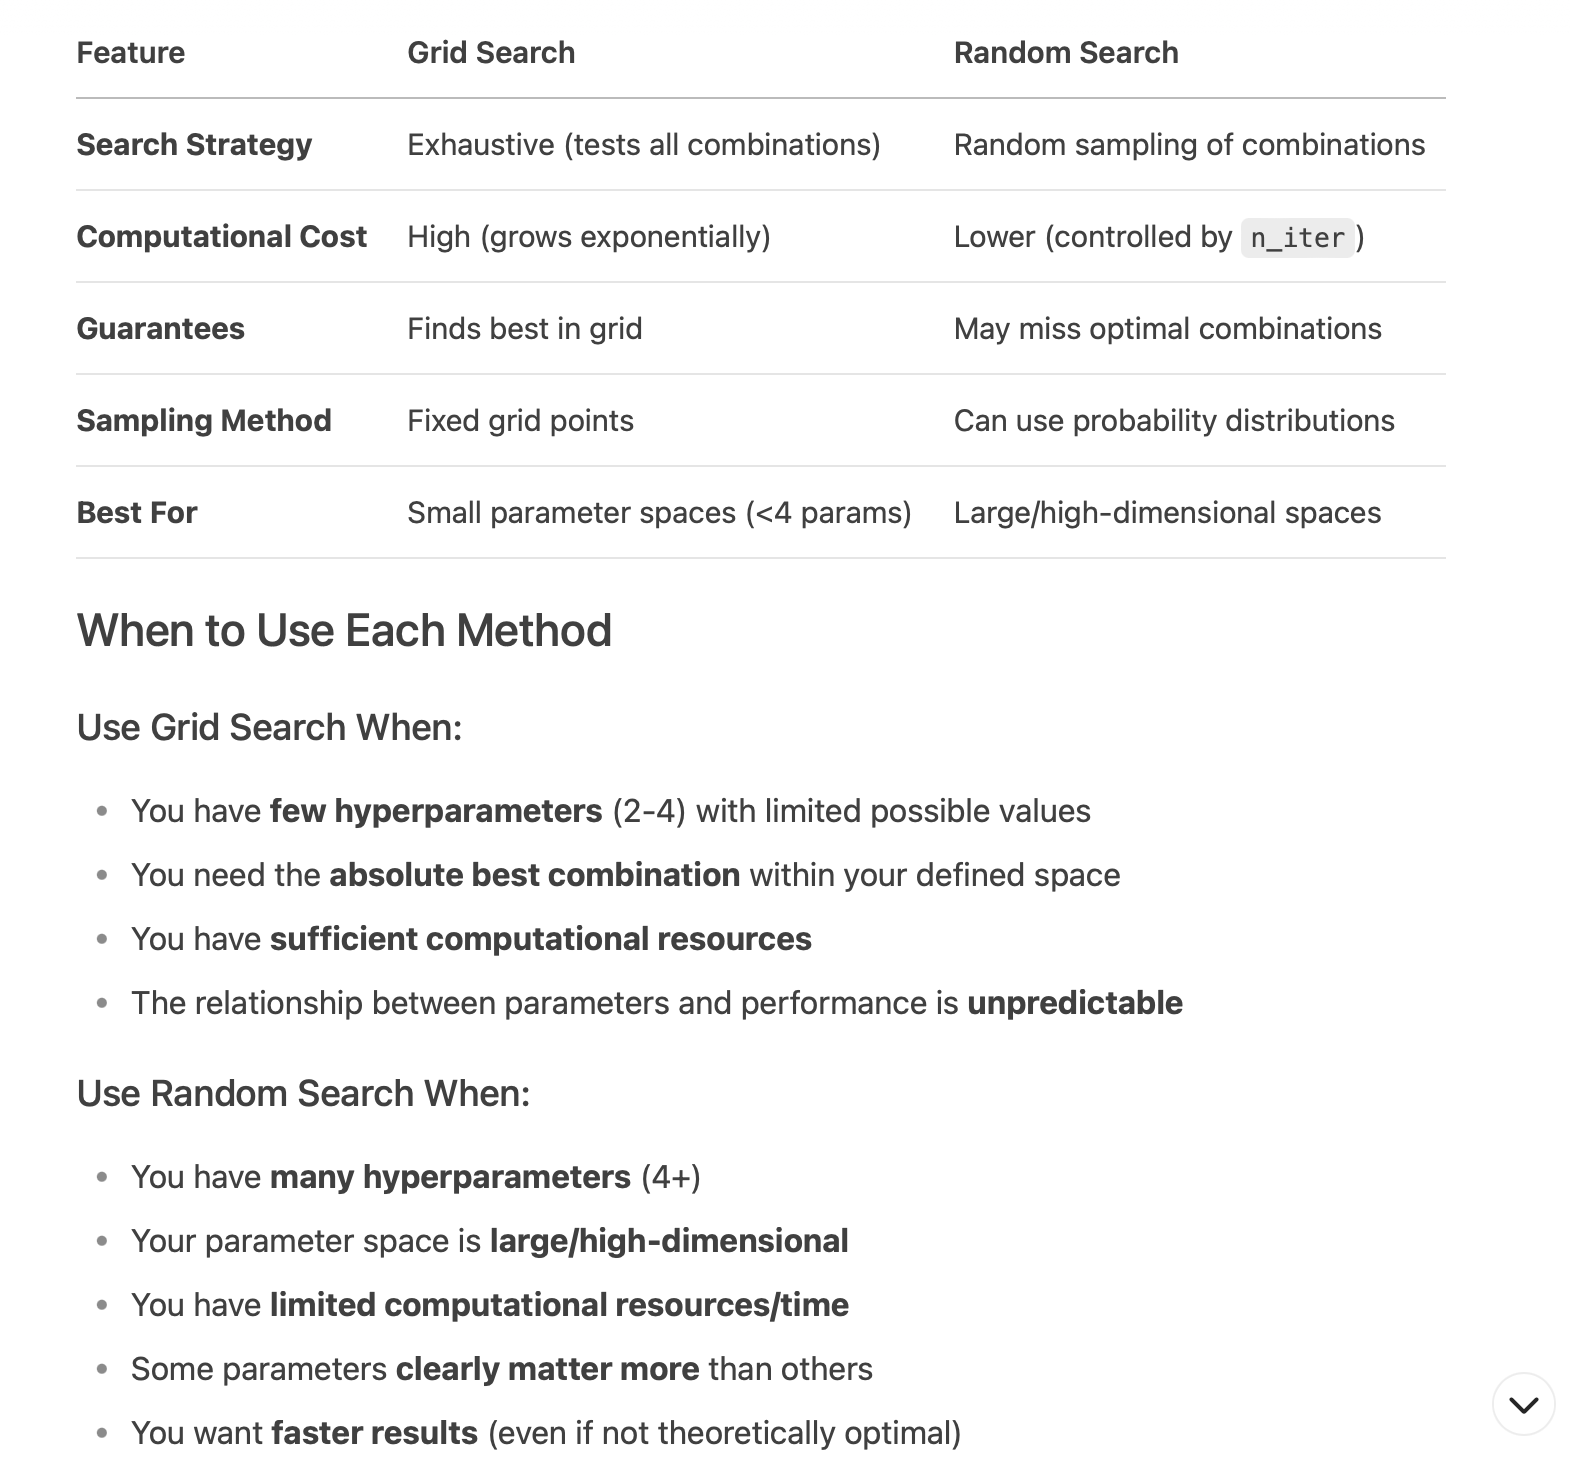 Feature Grid Search Random Search
Search Strategy Exhaustive (tests all combinations) Random sampling of combinations
Computational Cost High (grows exponentially) Lower (controlled by n_iter)
Guarantees Finds best in grid May miss optimal combinations
Sampling Method Fixed grid points Can use probability distributions
Best For Small parameter spaces (<4 params) Large/high-dimensional spaces
When to Use Each Method
Use Grid Search When:
• You have few hyperparameters (2-4) with limited possible values
• You need the absolute best combination within your defined space
• You have sufficient computational resources
• The relationship between parameters and performance is unpredictable
Use Random Search When:
• You have many hyperparameters (4+)
• Your parameter space is large/high-dimensional
• You have limited computational resources/time
• Some parameters clearly matter more than others
• You want faster results (even if not theoretically optimal)